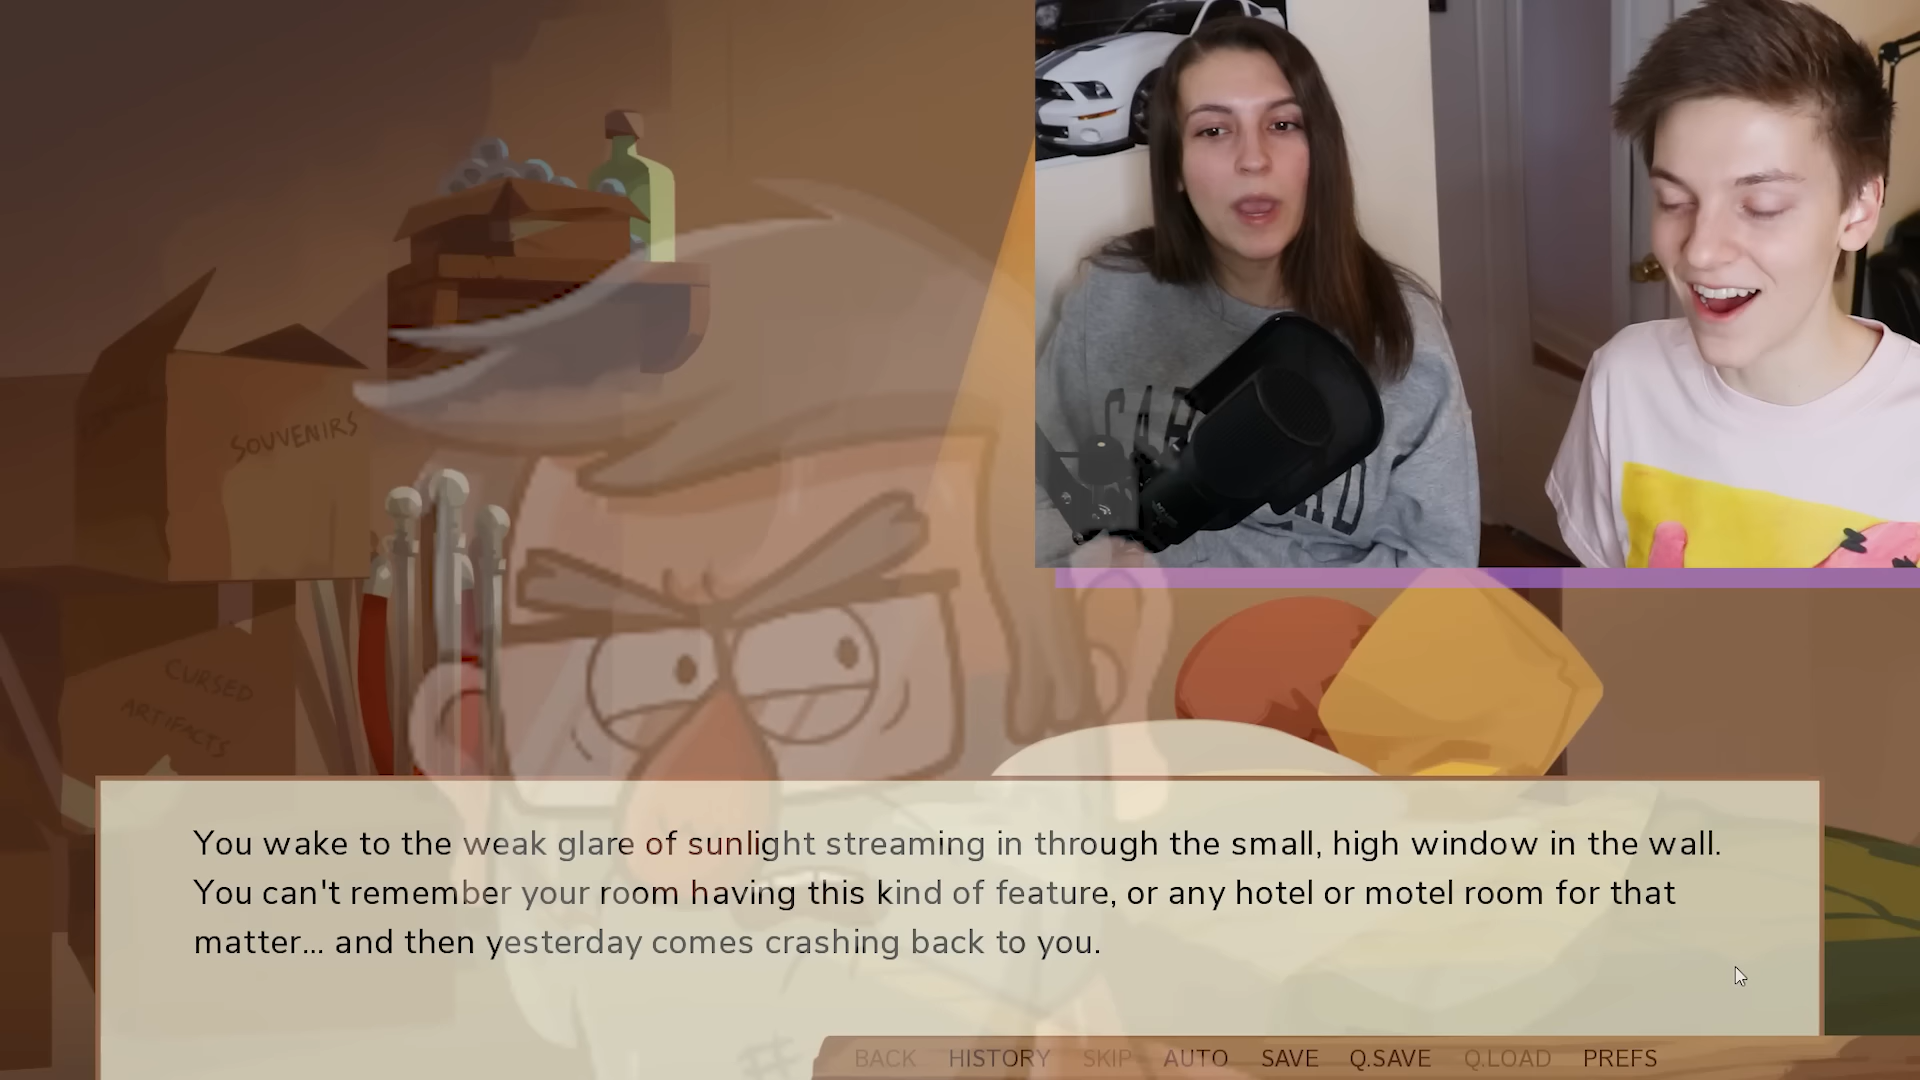 SOUVENIRS
CURSED
ARTIFACTS
You wake to the weak glare of sunlight streaming in through the small, high window in the wall.
You can't remember your room having this kind of feature, or any hotel or motel room for that
matter... and then yesterday comes crashing back to you.
BACK HISTORY SKIP AUTO SAVE Q.SAVE Q.LOAD PREFS